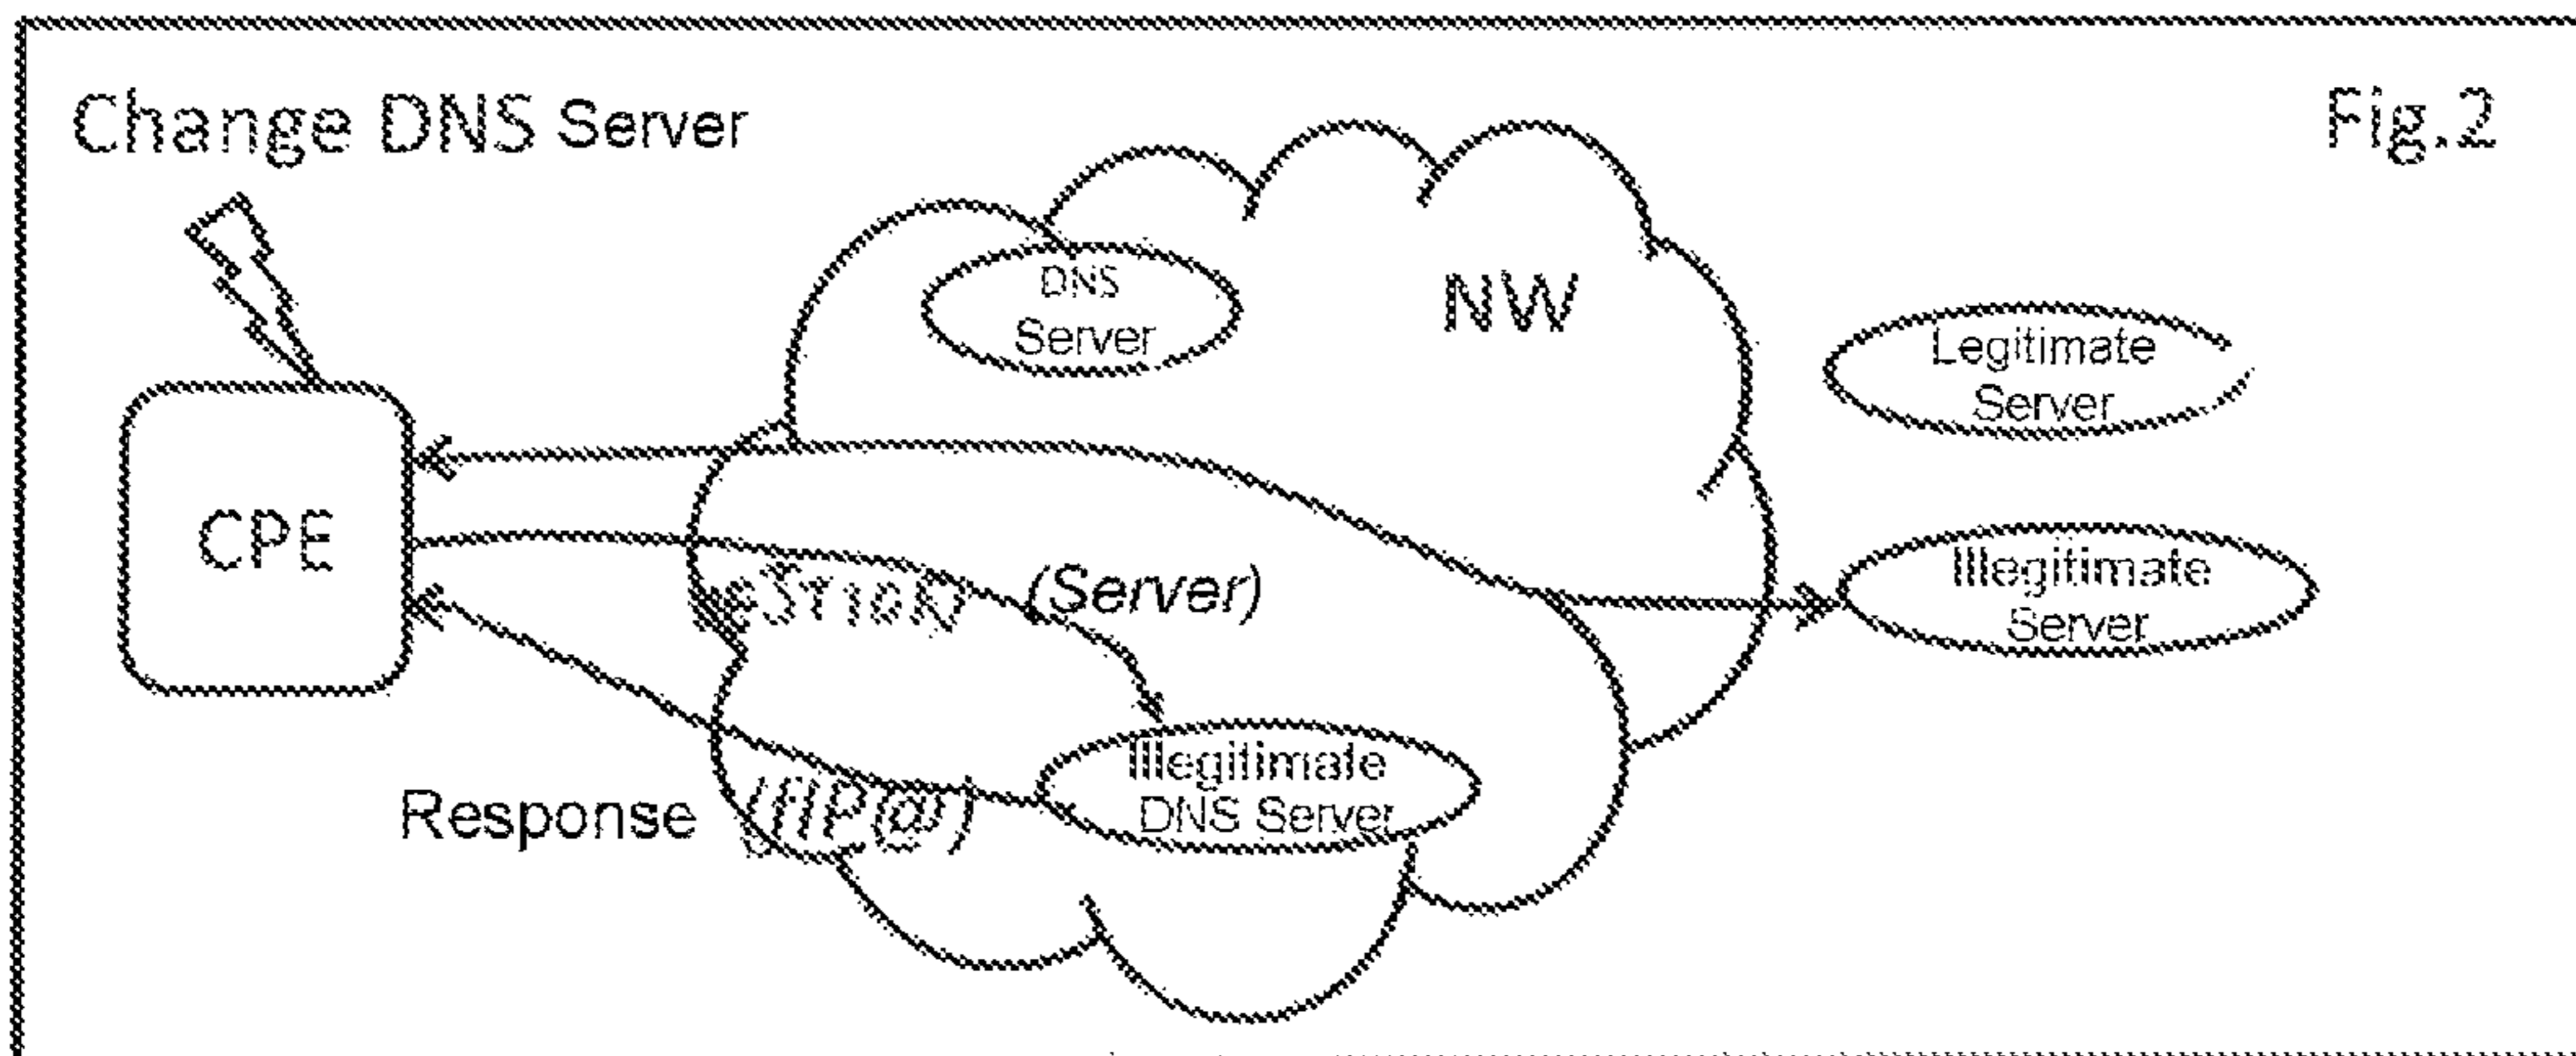 Change DNS Server
Fig.2
DNS
Server
NW
Legitimate
Server
CPE
(Server)
Illegitimate
Server
Illegitimate
DNS Server
Response